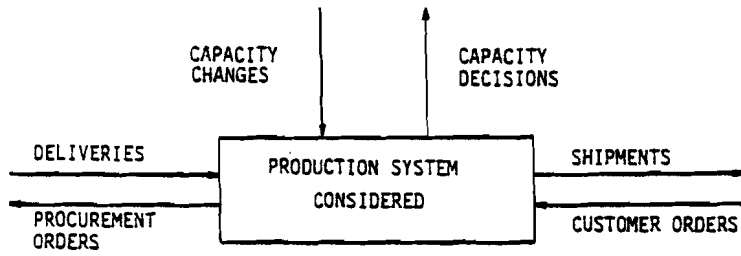 CAPACITY
CHANGES
CAPACITY
DECISIONS
DELIVERIES
PROCUREMENT
ORDERS
PRODUCTION SYSTEM
CONSIDERED
SHIPMENTS
CUSTOMER ORDERS